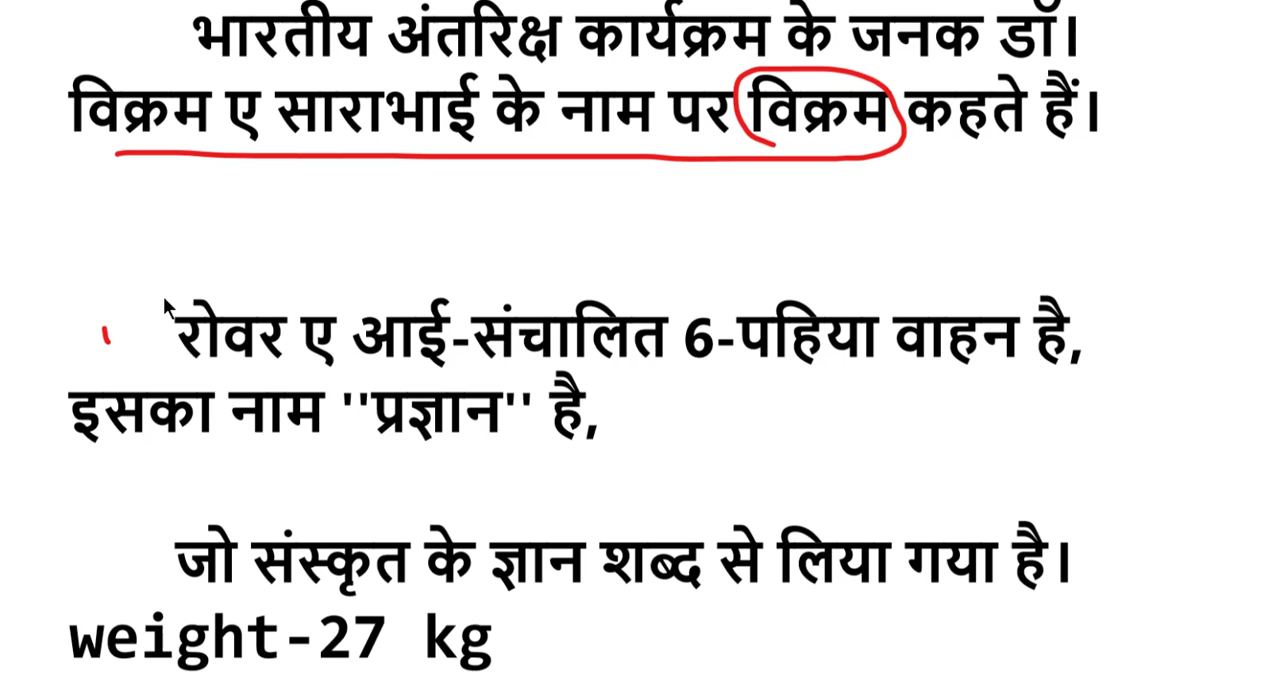 भारतीय अंतरिक्ष कार्यक्रम के जनक डॉ।
विक्रम ए साराभाई के नाम पर विक्रम कहते हैं।
रोवर ए आई-संचालित 6-पहिया वाहन है,
इसका नाम ''प्रज्ञान'' है,
जो संस्कृत के ज्ञान शब्द से लिया गया है।
weight-27 kg